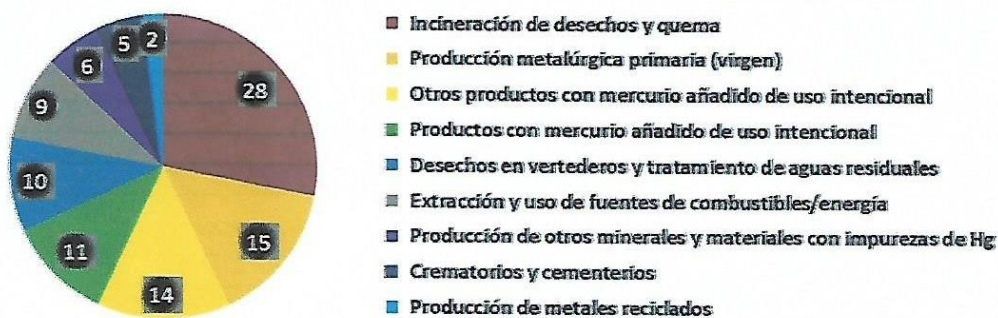 5
2
6
28
9
10
11
14
15
Incineración de desechos y quema
Producción metalúrgica primaria (virgen)
Otros productos con mercurio añadido de uso intencional
Productos con mercurio añadido de uso intencional
Desechos en vertederos y tratamiento de aguas residuales
Extracción y uso de fuentes de combustibles/energía
Producción de otros minerales y materiales con impurezas de Hg
Crematorios y cementerios
Producción de metales reciclados